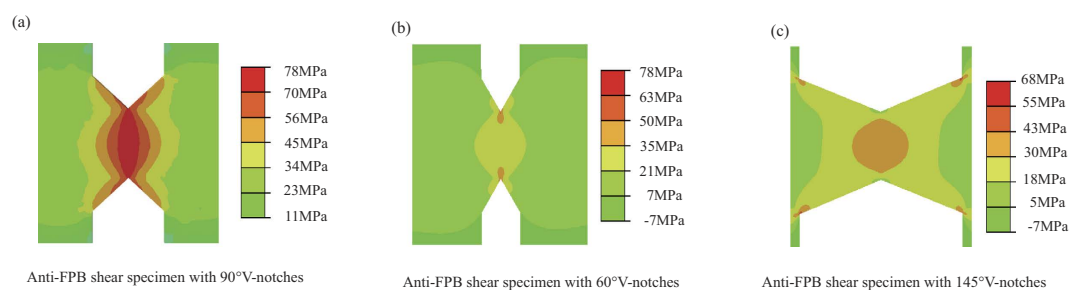 (a)
78MPa
70MPa
56MPa
45MPa
34MPa
23MPa
11MPa
Anti-FPB shear specimen with 90°V-notches
(b)
78MPa
63MPa
50MPa
35MPa
21MPa
7MPa
-7MPa
Anti-FPB shear specimen with 60°V-notches
(c)
68MPa
55MPa
43MPa
30MPa
18MPa
5MPa
-7MPa
Anti-FPB shear specimen with 145°V-notches